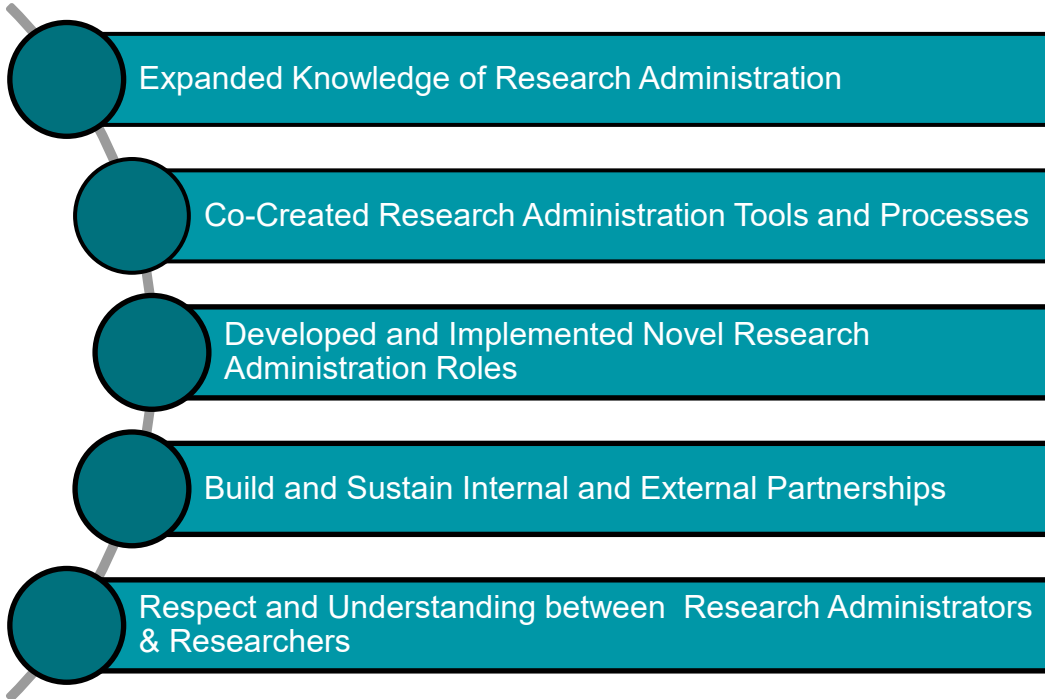 Expanded Knowledge of Research Administration
Co-Created Research Administration Tools and Processes
Developed and Implemented Novel Research
Administration Roles
Build and Sustain Internal and External Partnerships
Respect and Understanding between  Research Administrators
& Researchers